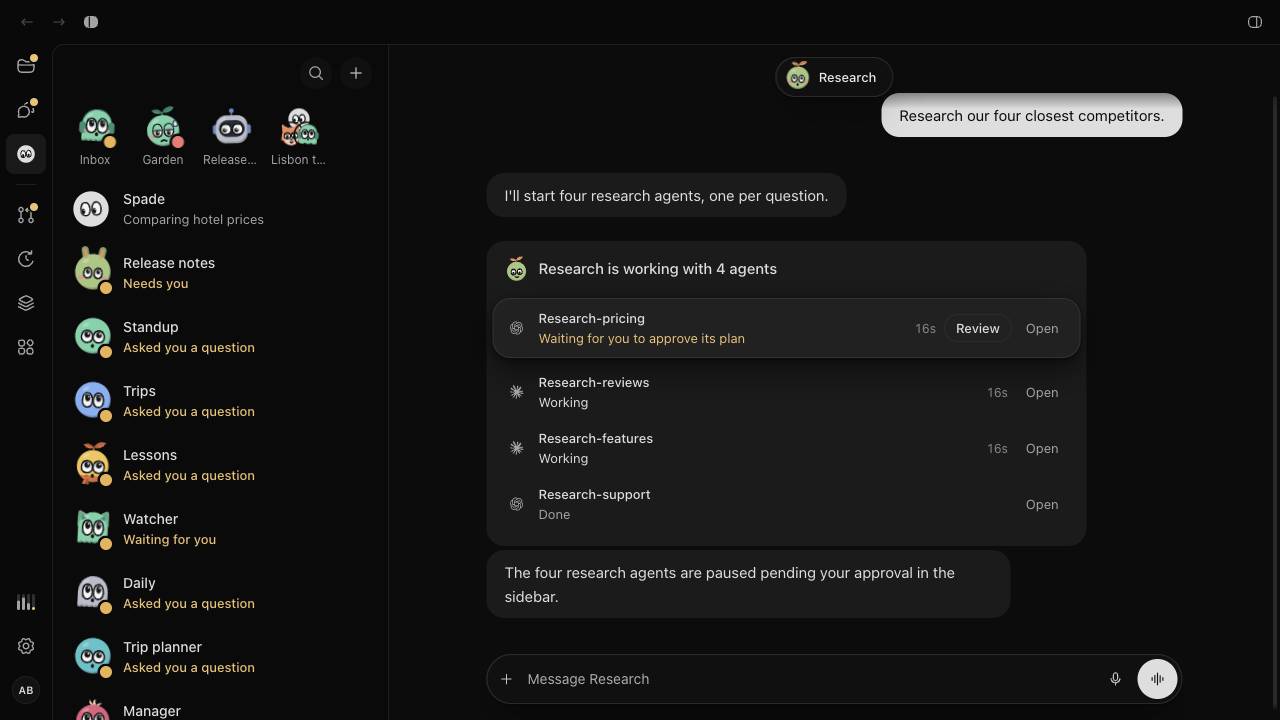 Inbox
Garden
Release...
Lisbon t...
Spade
Comparing hotel prices
Release notes
Needs you
Standup
Asked you a question
Trips
Asked you a question
Lessons
Asked you a question
Watcher
Waiting for you
Daily
Asked you a question
Trip planner
Asked you a question
Manager
AB
Research
Research our four closest competitors.
I'll start four research agents, one per question.
Research is working with 4 agents
Research-pricing
Waiting for you to approve its plan
16s Review Open
Research-reviews
Working
16s Open
Research-features
Working
16s Open
Research-support
Done
Open
The four research agents are paused pending your approval in the
sidebar.
Message Research